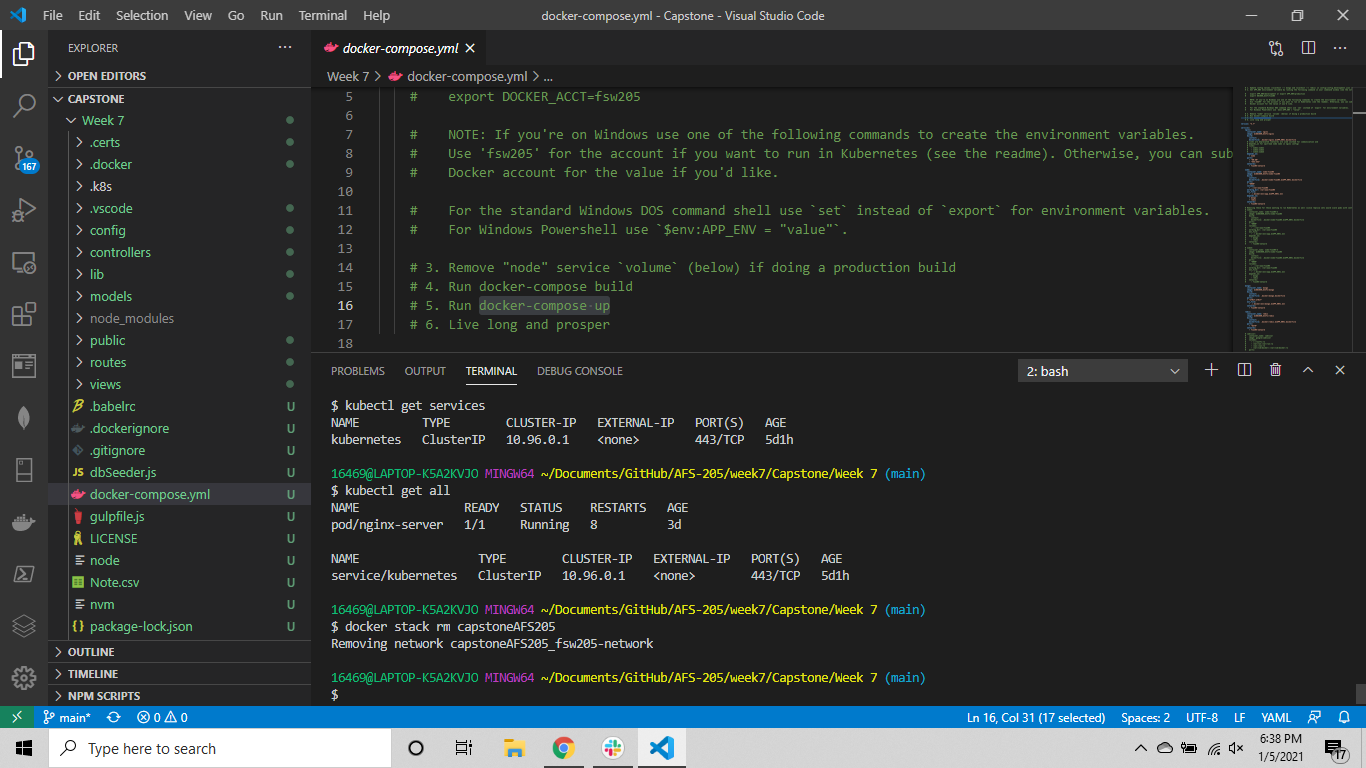 File Edit Selection View Go Run Terminal Help
docker-compose.yml - Capstone - Visual Studio Code
EXPLORER
OPEN EDITORS
CAPSTONE
Week 7
.certs
.docker
.k8s
.vscode
config
controllers
lib
models
node_modules
public
routes
views
.babelrc U
.dockerignore U
.gitignore U
JS dbSeeder.js U
docker-compose.yml U
gulpfile.js U
LICENSE U
node U
Note.csv U
nvm U
{} package-lock.json U
OUTLINE
TIMELINE
NPM SCRIPTS
167
docker-compose.yml
Week 7 > docker-compose.yml > ...
5 # export DOCKER_ACCT=fsw205
6
7 # NOTE: If you're on Windows use one of the following commands to create the environment variables.
8 # Use 'fsw205' for the account if you want to run in Kubernetes (see the readme). Otherwise, you can sub
9 # Docker account for the value if you'd like.
10
11 # For the standard Windows DOS command shell use `set` instead of `export` for environment variables.
12 # For Windows Powershell use `$env:APP_ENV = "value"`.
13
14 # 3. Remove "node" service `volume` (below) if doing a production build
15 # 4. Run docker-compose build
16 # 5. Run docker-compose up
17 # 6. Live long and prosper
18
PROBLEMS OUTPUT TERMINAL DEBUG CONSOLE
2: bash
$ kubectl get services
NAME TYPE CLUSTER-IP EXTERNAL-IP PORT(S) AGE
kubernetes ClusterIP 10.96.0.1 <none> 443/TCP 5d1h
16469@LAPTOP-K5A2KVJO MINGW64 ~/Documents/GitHub/AFS-205/week7/Capstone/Week 7 (main)
$ kubectl get all
NAME READY STATUS RESTARTS AGE
pod/nginx-server 1/1 Running 8 3d
NAME TYPE CLUSTER-IP EXTERNAL-IP PORT(S) AGE
service/kubernetes ClusterIP 10.96.0.1 <none> 443/TCP 5d1h
16469@LAPTOP-K5A2KVJO MINGW64 ~/Documents/GitHub/AFS-205/week7/Capstone/Week 7 (main)
$ docker stack rm capstoneAFS205
Removing network capstoneAFS205_fsw205-network
16469@LAPTOP-K5A2KVJO MINGW64 ~/Documents/GitHub/AFS-205/week7/Capstone/Week 7 (main)
$
main* 0 0
Ln 16, Col 31 (17 selected) Spaces: 2 UTF-8 LF YAML
Type here to search
6:38 PM
1/5/2021
17